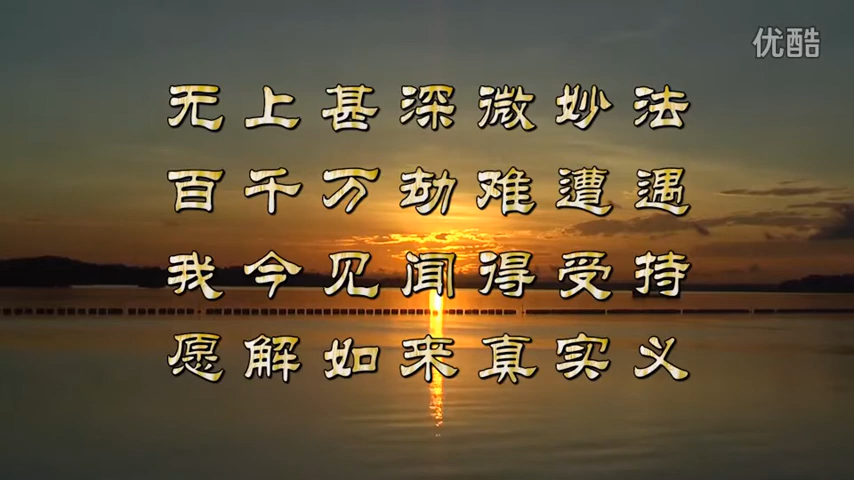 优酷
无上甚深微妙法
百千万劫难遭遇
我今见闻得受持
愿解如来真实义